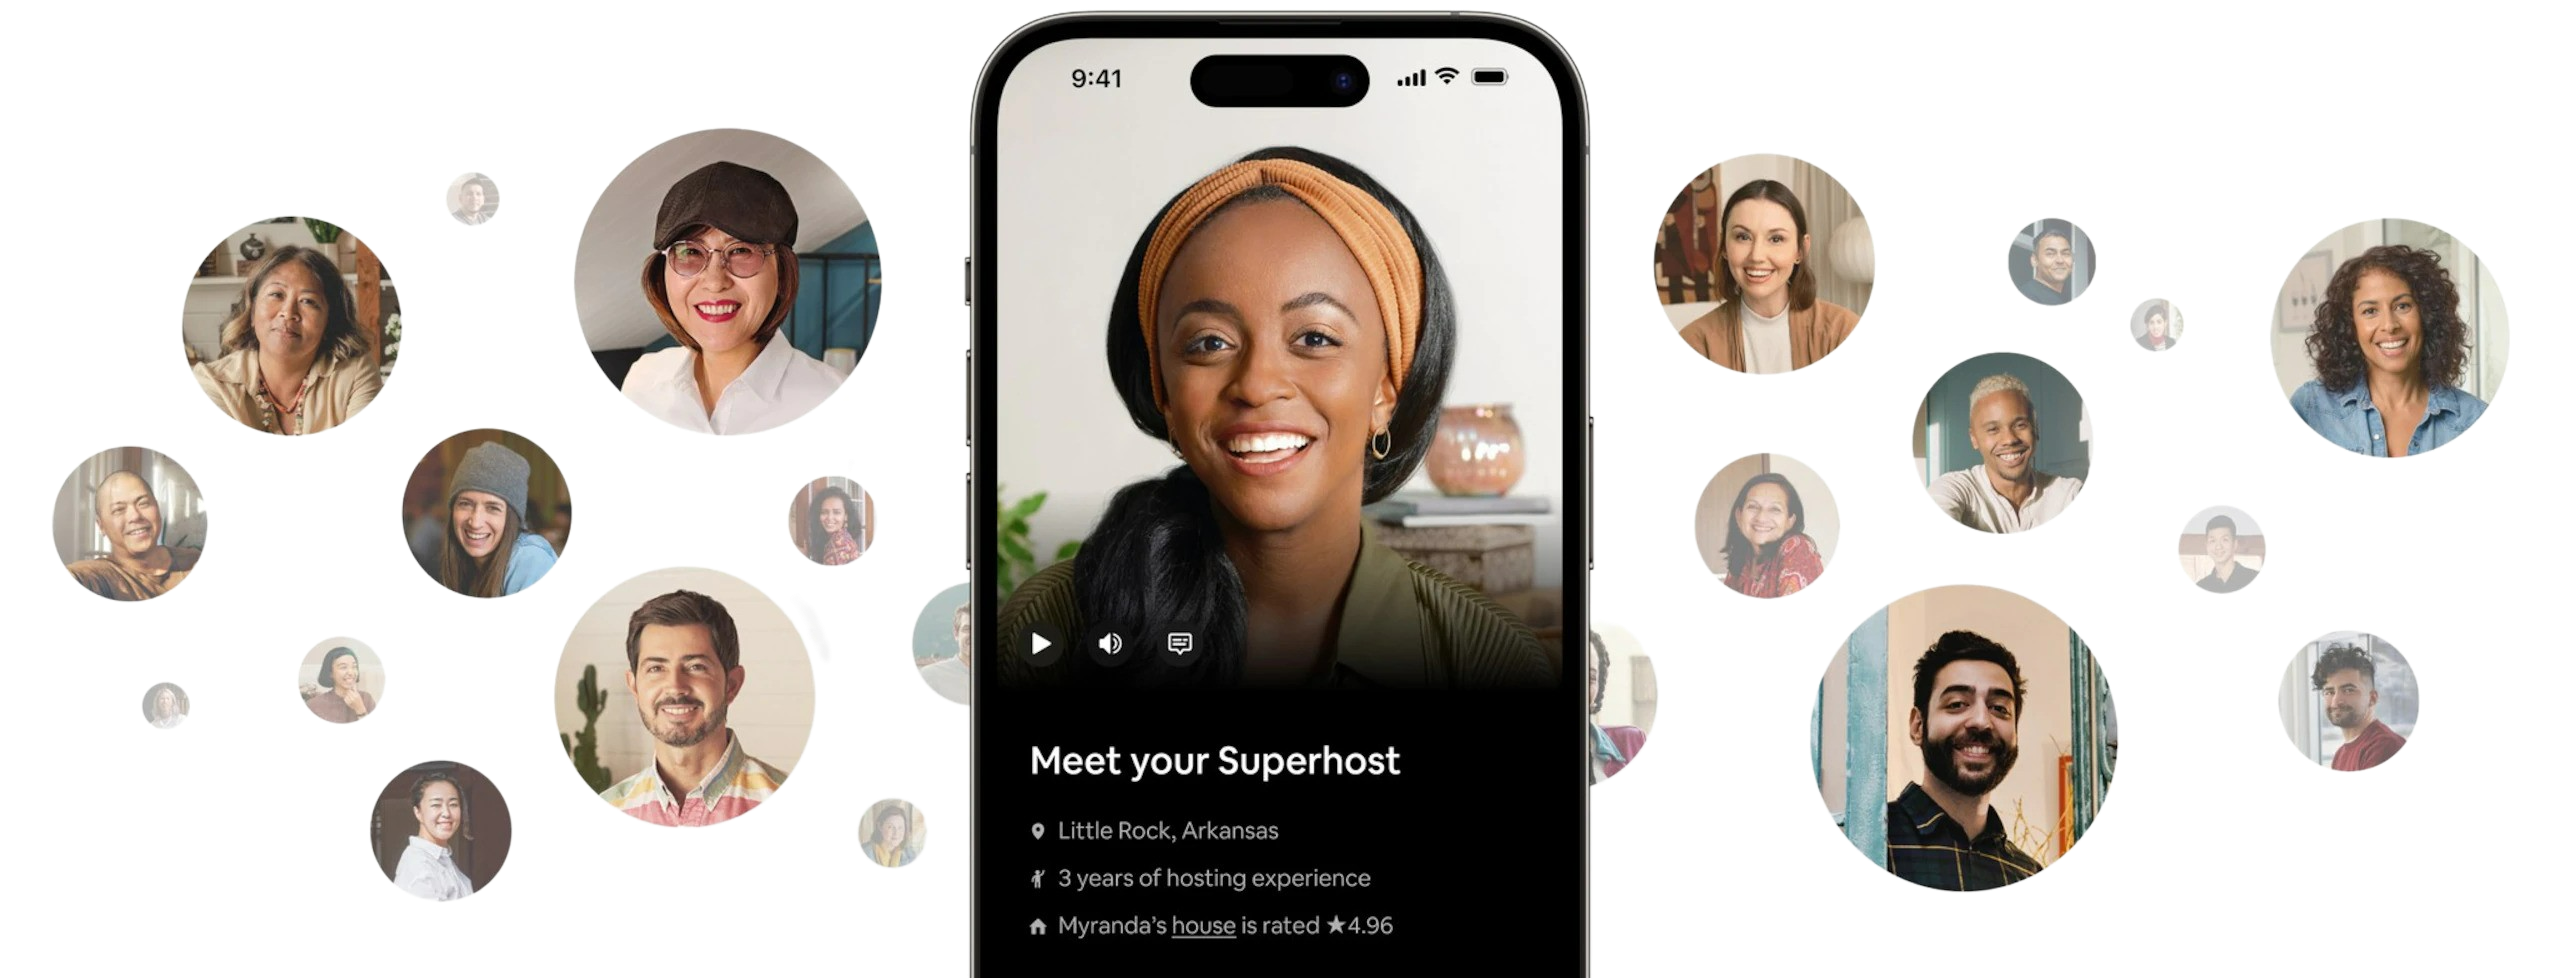 9:41
Meet your Superhost
Little Rock, Arkansas
3 years of hosting experience
Myranda’s house is rated ★4.96